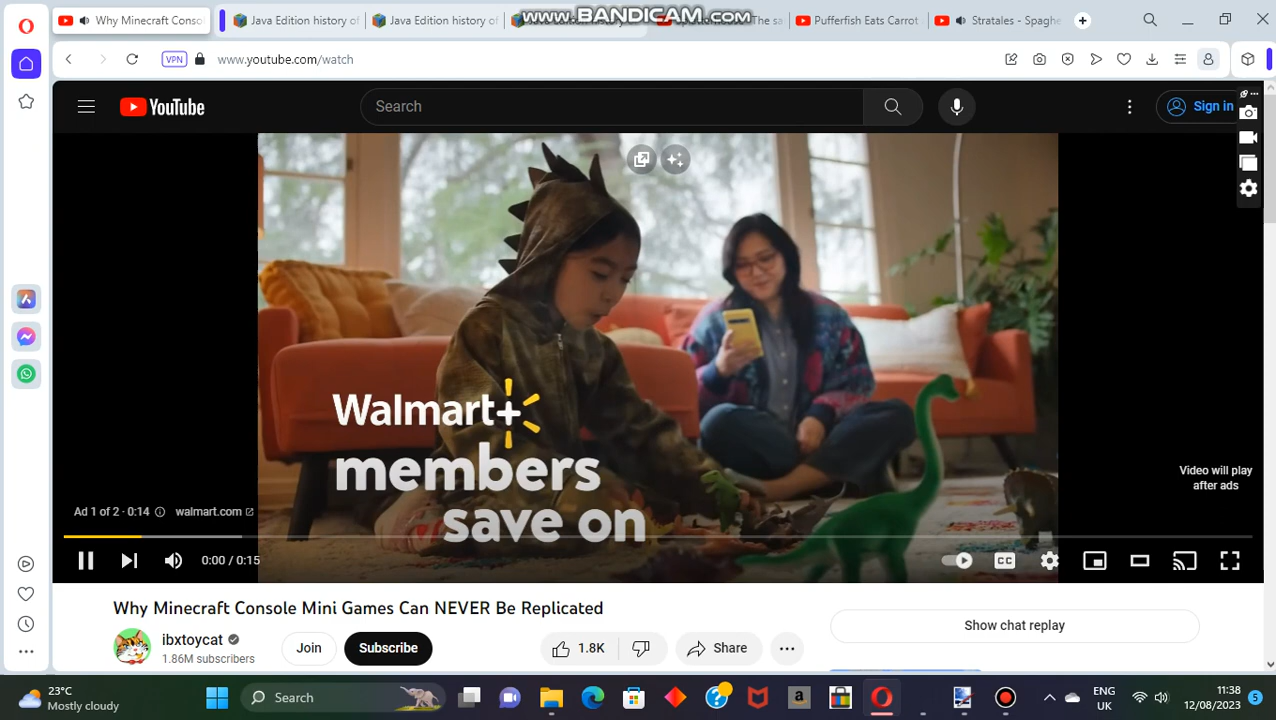 Why Minecraft Conso
Java Edition history of
Java Edition history of
www.BANDICAM.com
The sa
Pufferfish Eats Carrot
Stratales - Spaghe
VPN
www.youtube.com/watch
YouTube
Search
Sign in
Walmart+
members
save on
Video will play
after ads
Ad 1 of 2 · 0:14
walmart.com
0:00 / 0:15
CC
Why Minecraft Console Mini Games Can NEVER Be Replicated
ibxtoycat
1.86M subscribers
Join
Subscribe
1.8K
Share
Show chat replay
23°C
Mostly cloudy
Search
ENG
UK
11:38
12/08/2023
5